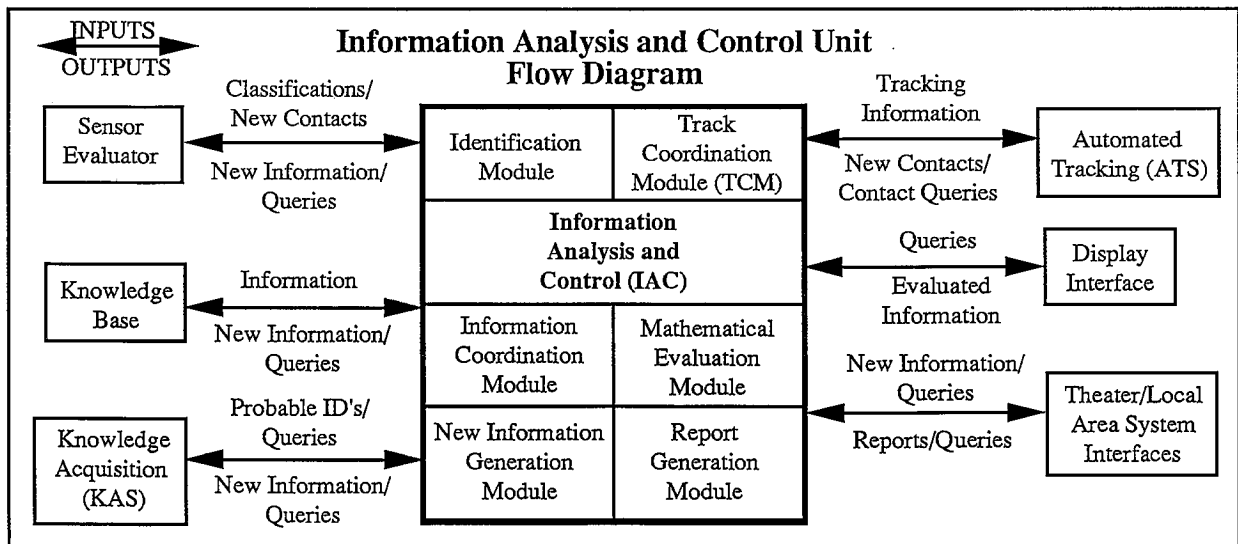 INPUTS
OUTPUTS
Information Analysis and Control Unit
Flow Diagram
Sensor
Evaluator
Classifications/
New Contacts
New Information/
Queries
Knowledge
Base
Information
New Information/
Queries
Knowledge
Acquisition
(KAS)
Probable ID's/
Queries
New Information/
Queries
Identification
Module
Track
Coordination
Module (TCM)
Information
Analysis and
Control (IAC)
Information
Coordination
Module
Mathematical
Evaluation
Module
New Information
Generation
Module
Report
Generation
Module
Tracking
Information
New Contacts/
Contact Queries
Automated
Tracking (ATS)
Queries
Evaluated
Information
Display
Interface
New Information/
Queries
Reports/Queries
Theater/Local
Area System
Interfaces